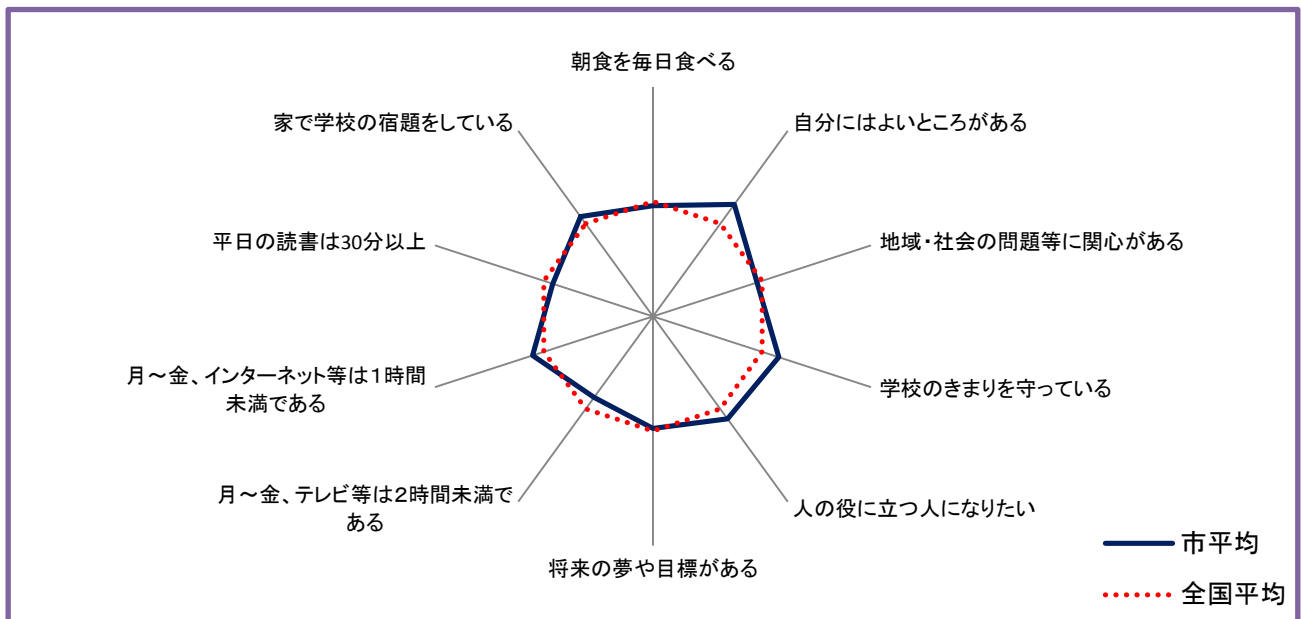 朝食を毎日食べる
自分にはよいところがある
地域・社会の問題等に関心がある
学校のきまりを守っている
人の役に立つ人になりたい
将来の夢や目標がある
月～金、テレビ等は２時間未満で
ある
月～金、インターネット等は１時間
未満である
平日の読書は30分以上
家で学校の宿題をしている
市平均
全国平均